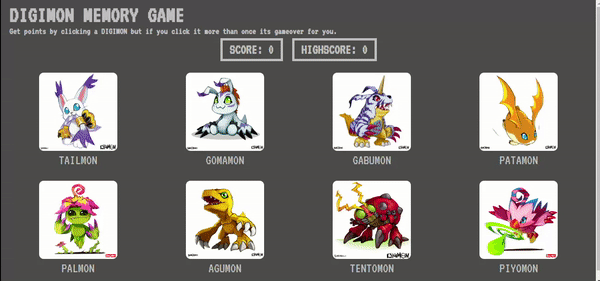 DIGIMON MEMORY GAME
Get points by clicking a DIGIMON but if you click it more than once its gameover for you.
SCORE: 0 HIGHSCORE: 0
TAILMON GOMAMON GABUMON PATAMON
PALMON AGUMON TENTOMON PIYOMON